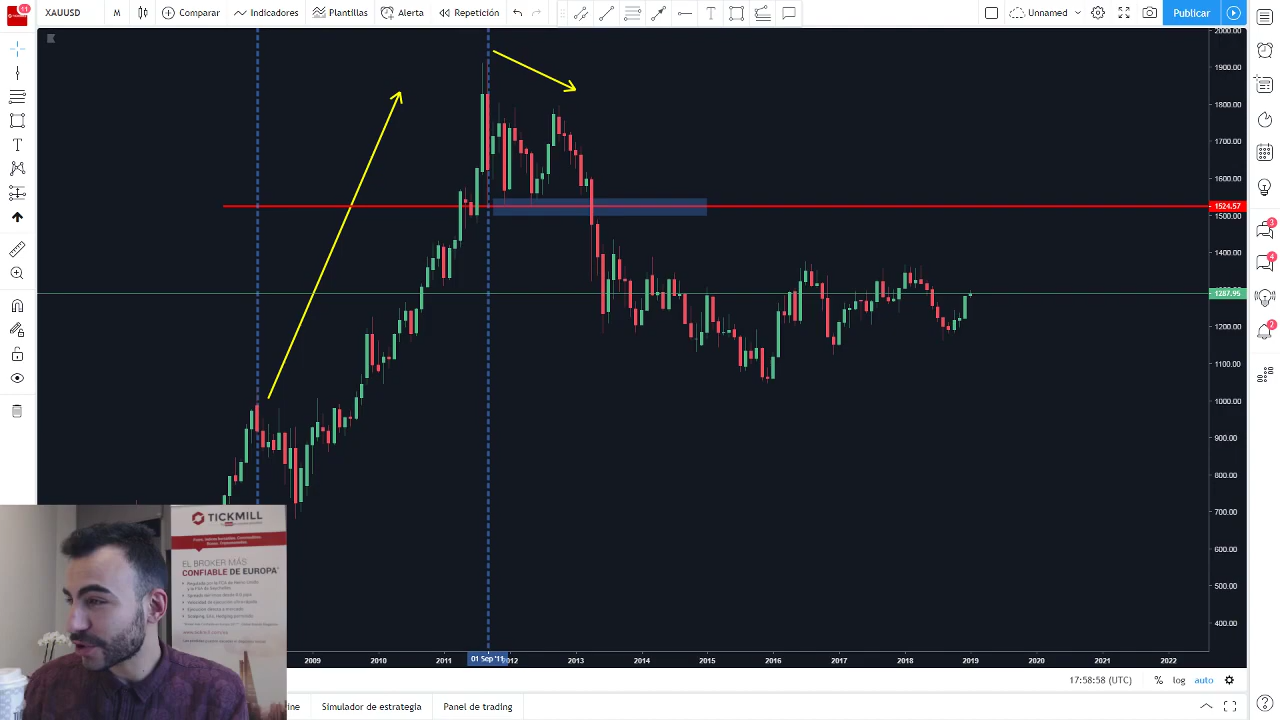 11
XAUUSD
M
Comparar
Indicadores
Plantillas
Alerta
Repetición
Unnamed
Publicar
2000.00
1900.00
1800.00
1700.00
1600.00
1524.57
1500.00
1400.00
1287.95
1200.00
1100.00
1000.00
900.00
800.00
700.00
600.00
500.00
400.00
3
4
2
TICKMILL
EL BROKER MÁS
CONFIABLE DE EUROPA*
2009
2010
2011
01 Sep '11
2012
2013
2014
2015
2016
2017
2018
2019
2020
2021
2022
17:58:58 (UTC)
%
log
auto
Simulador de estrategia
Panel de trading